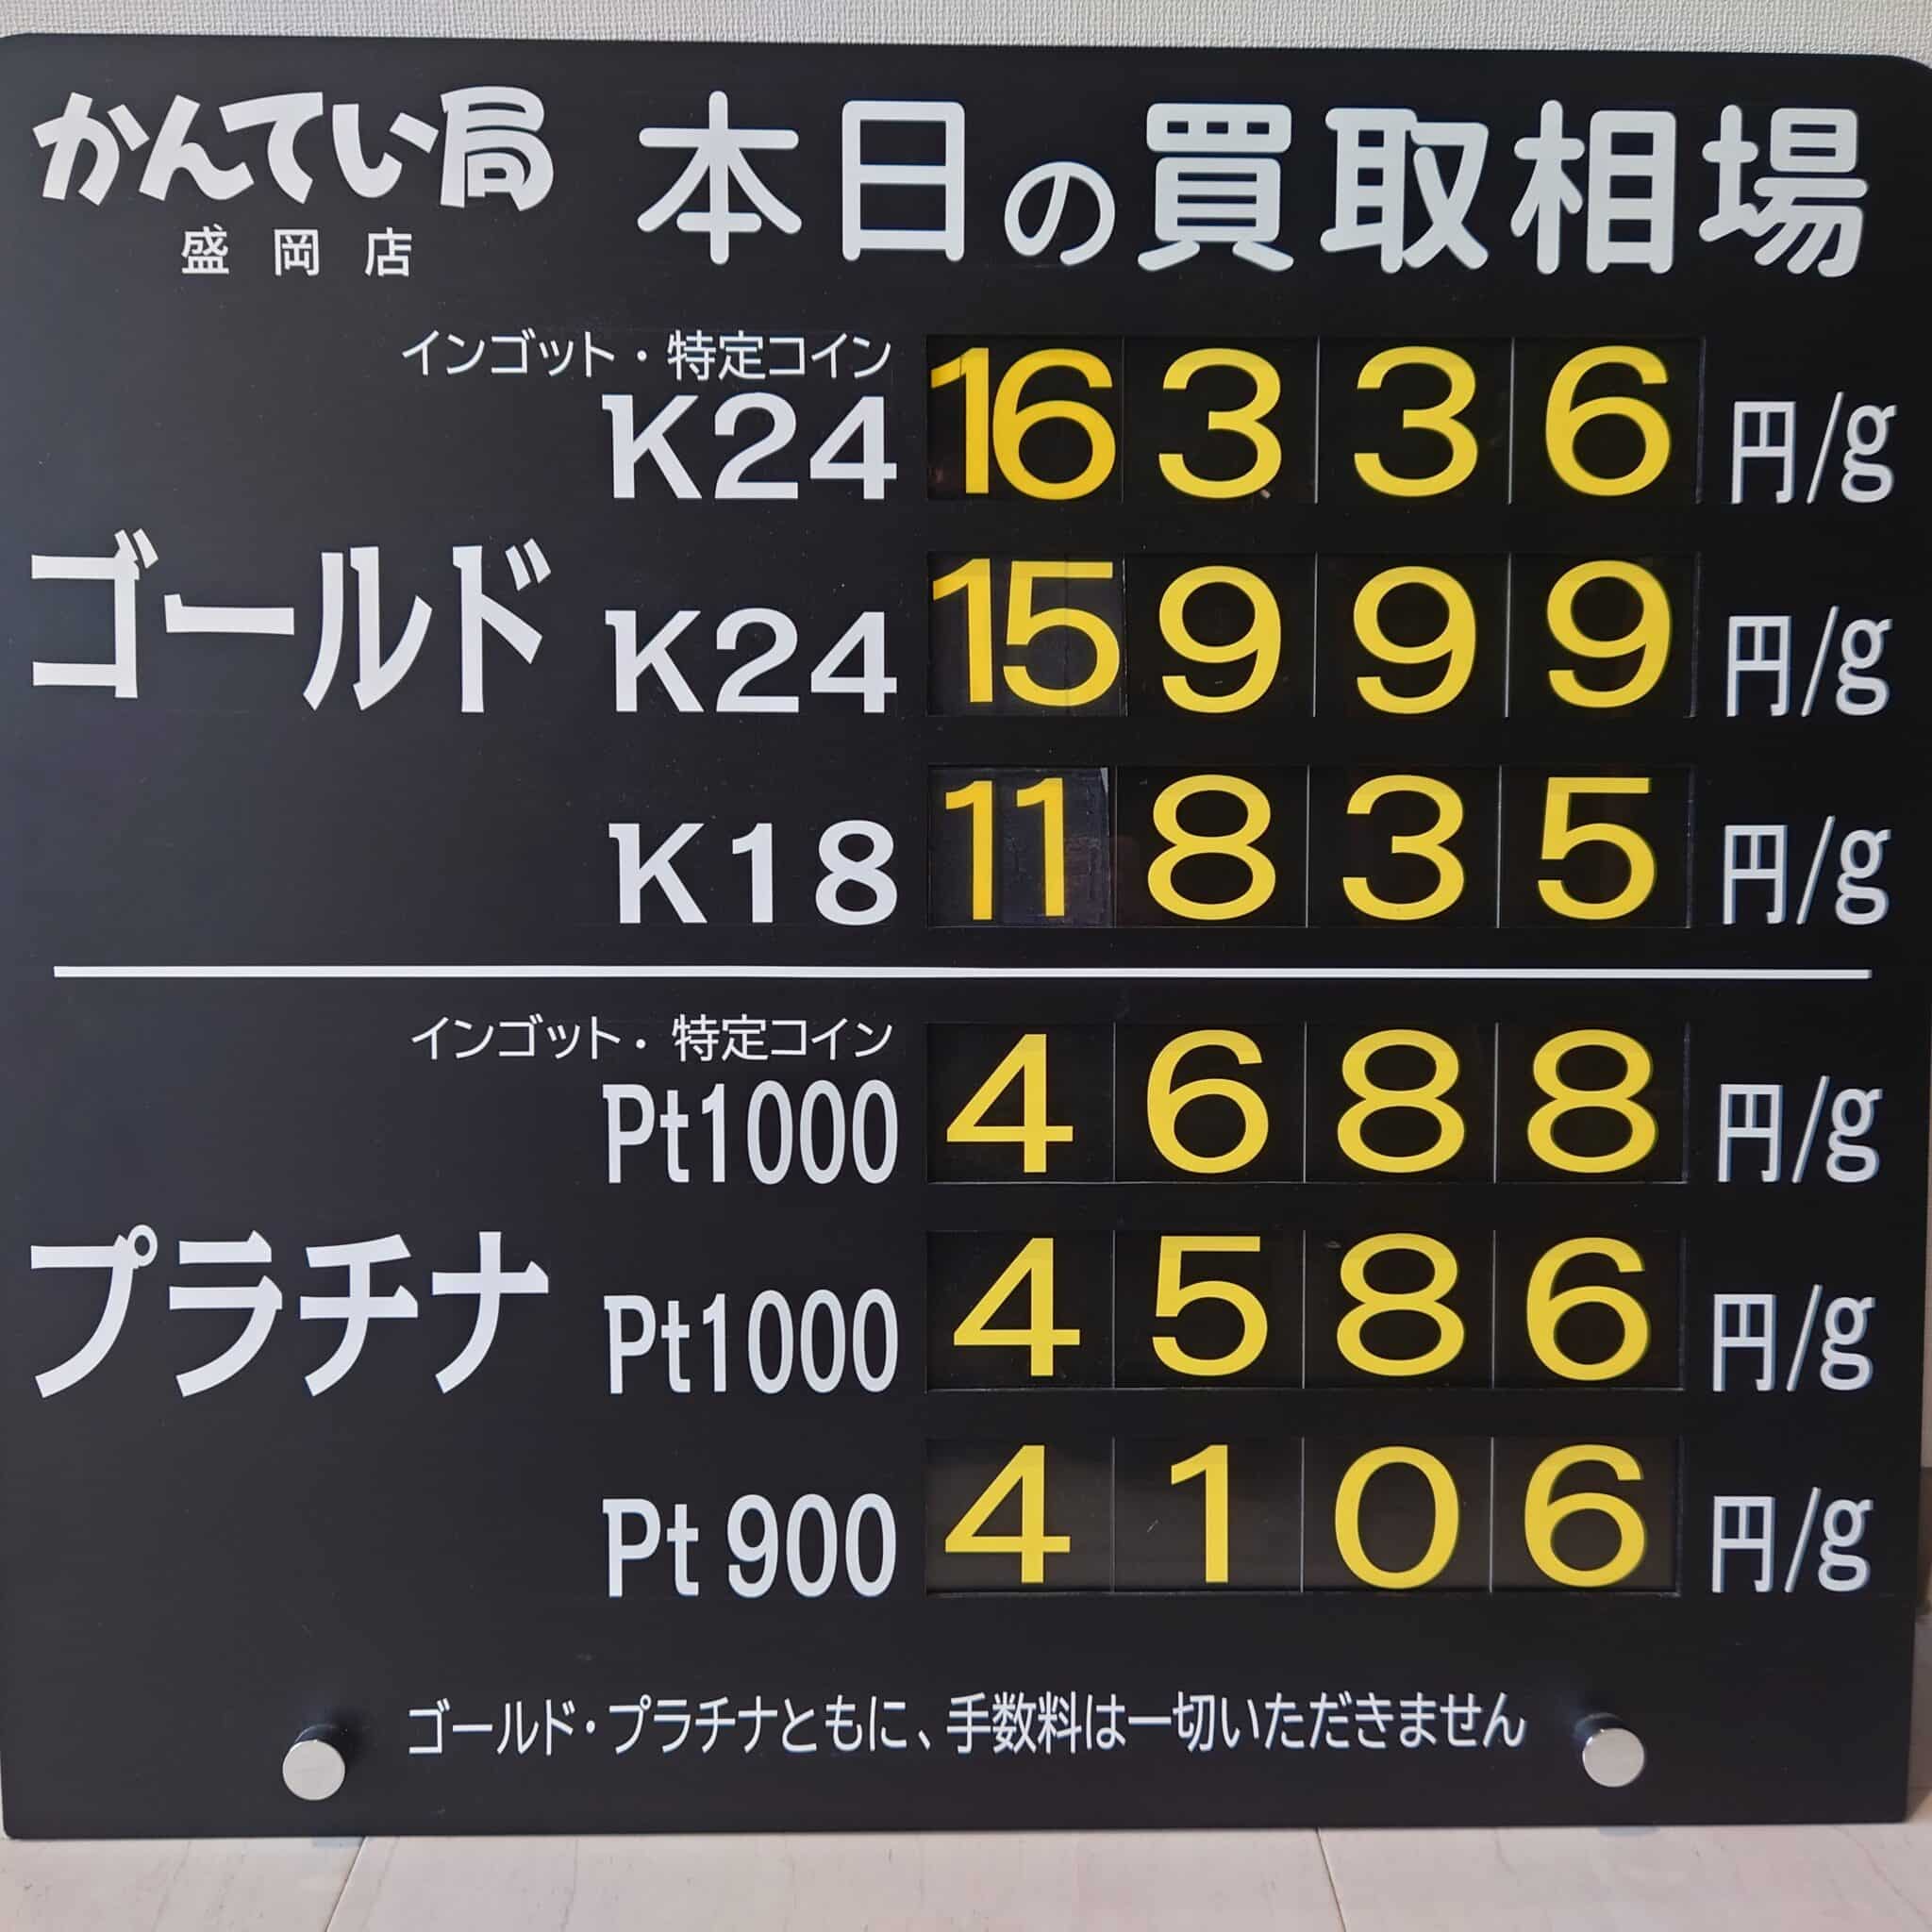 かんてい局 本日の買取相場
盛岡店
インゴット・特定コイン
K24 16336 円/g
ゴールド K24 15999 円/g
K18 11835 円/g
インゴット・特定コイン
Pt1000 4688 円/g
プラチナ Pt1000 4586 円/g
Pt900 4106 円/g
ゴールド・プラチナともに、手数料は一切いただきません